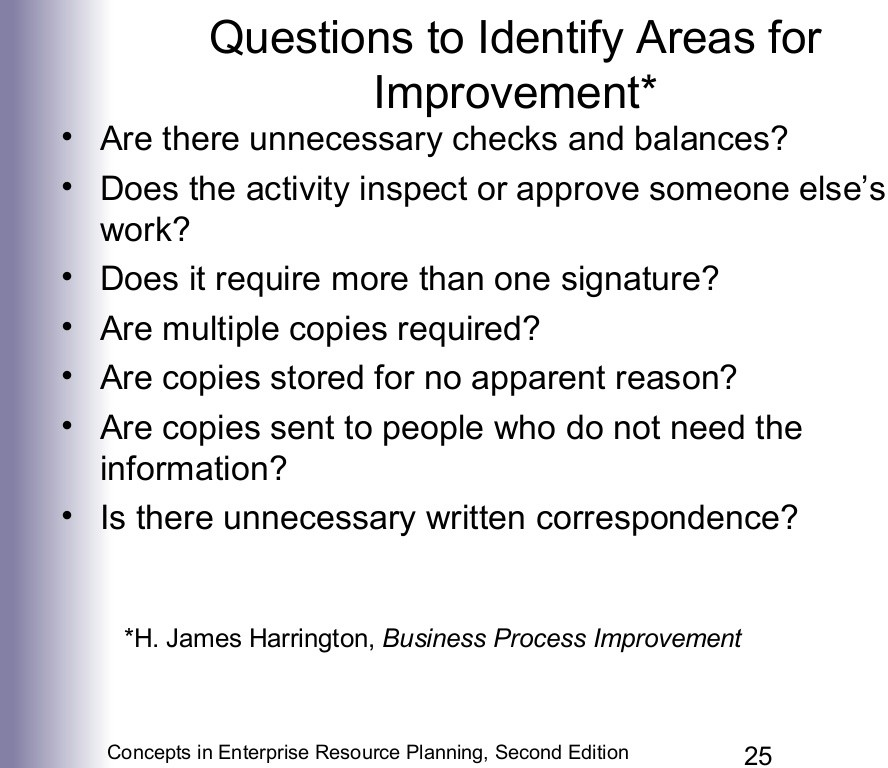 Questions to Identify Areas for
Improvement*
• Are there unnecessary checks and balances?
• Does the activity inspect or approve someone else’s
work?
• Does it require more than one signature?
• Are multiple copies required?
• Are copies stored for no apparent reason?
• Are copies sent to people who do not need the
information?
• Is there unnecessary written correspondence?
*H. James Harrington, Business Process Improvement
Concepts in Enterprise Resource Planning, Second Edition
25